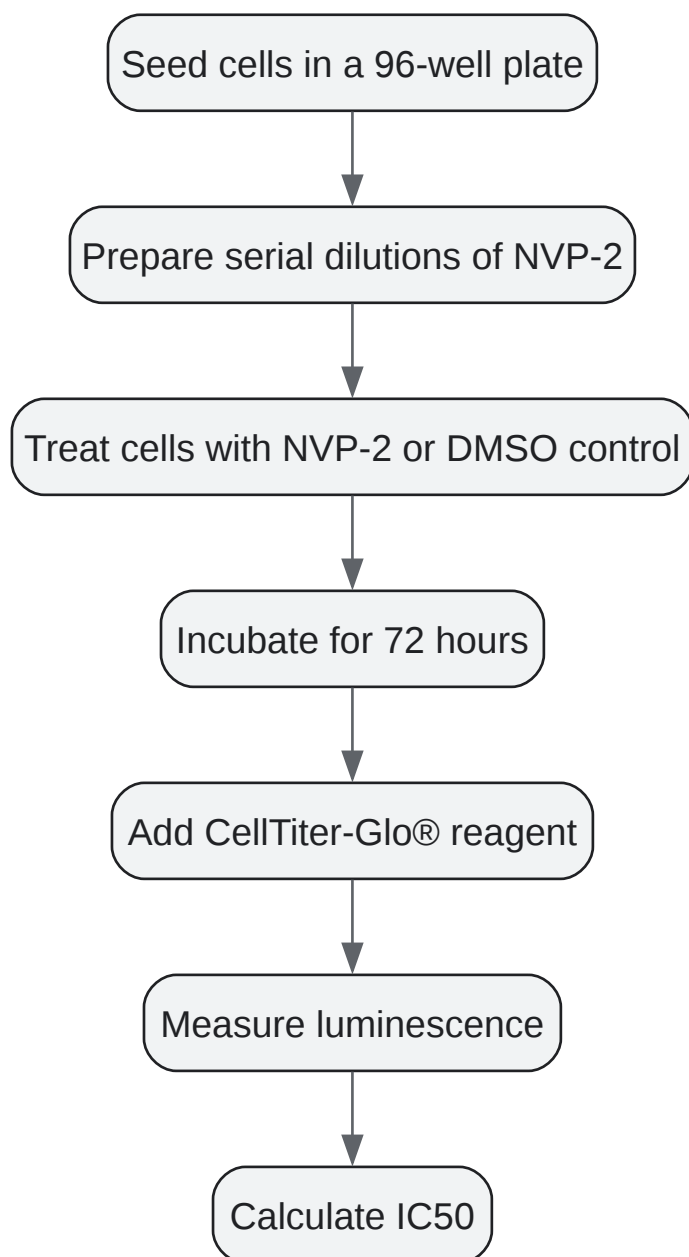 Seed cells in a 96-well plate
Prepare serial dilutions of NVP-2
Treat cells with NVP-2 or DMSO control
Incubate for 72 hours
Add CellTiter-Glo® reagent
Measure luminescence
Calculate IC50